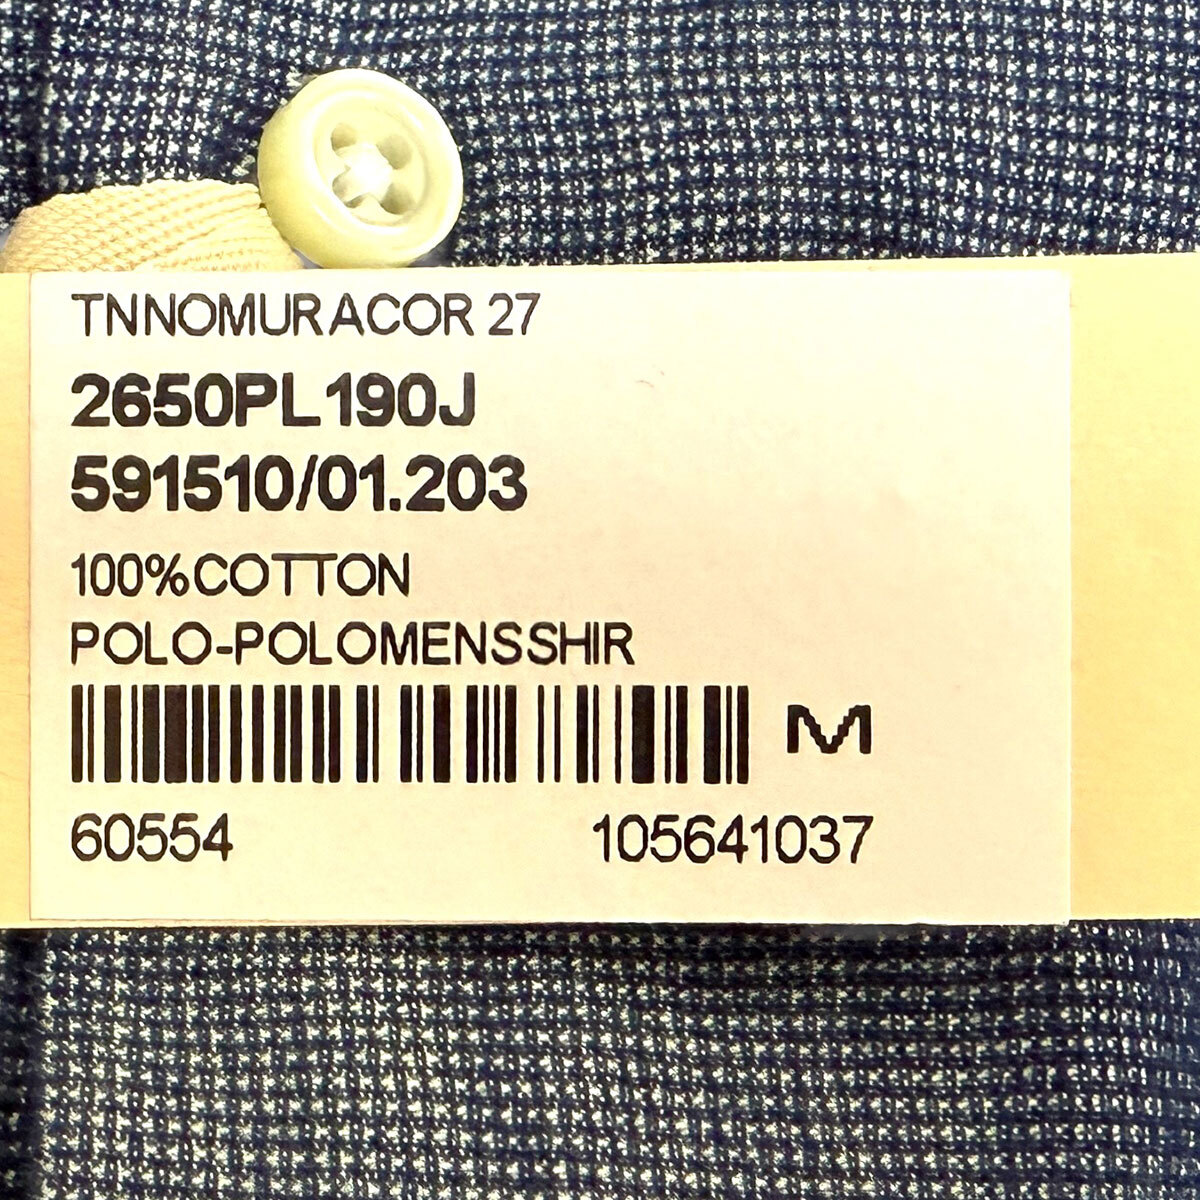 TNNOMURACOR 27
2650PL190J
591510/01.203
100%COTTON
POLO-POLOMENSSHIR
M
60554 105641037